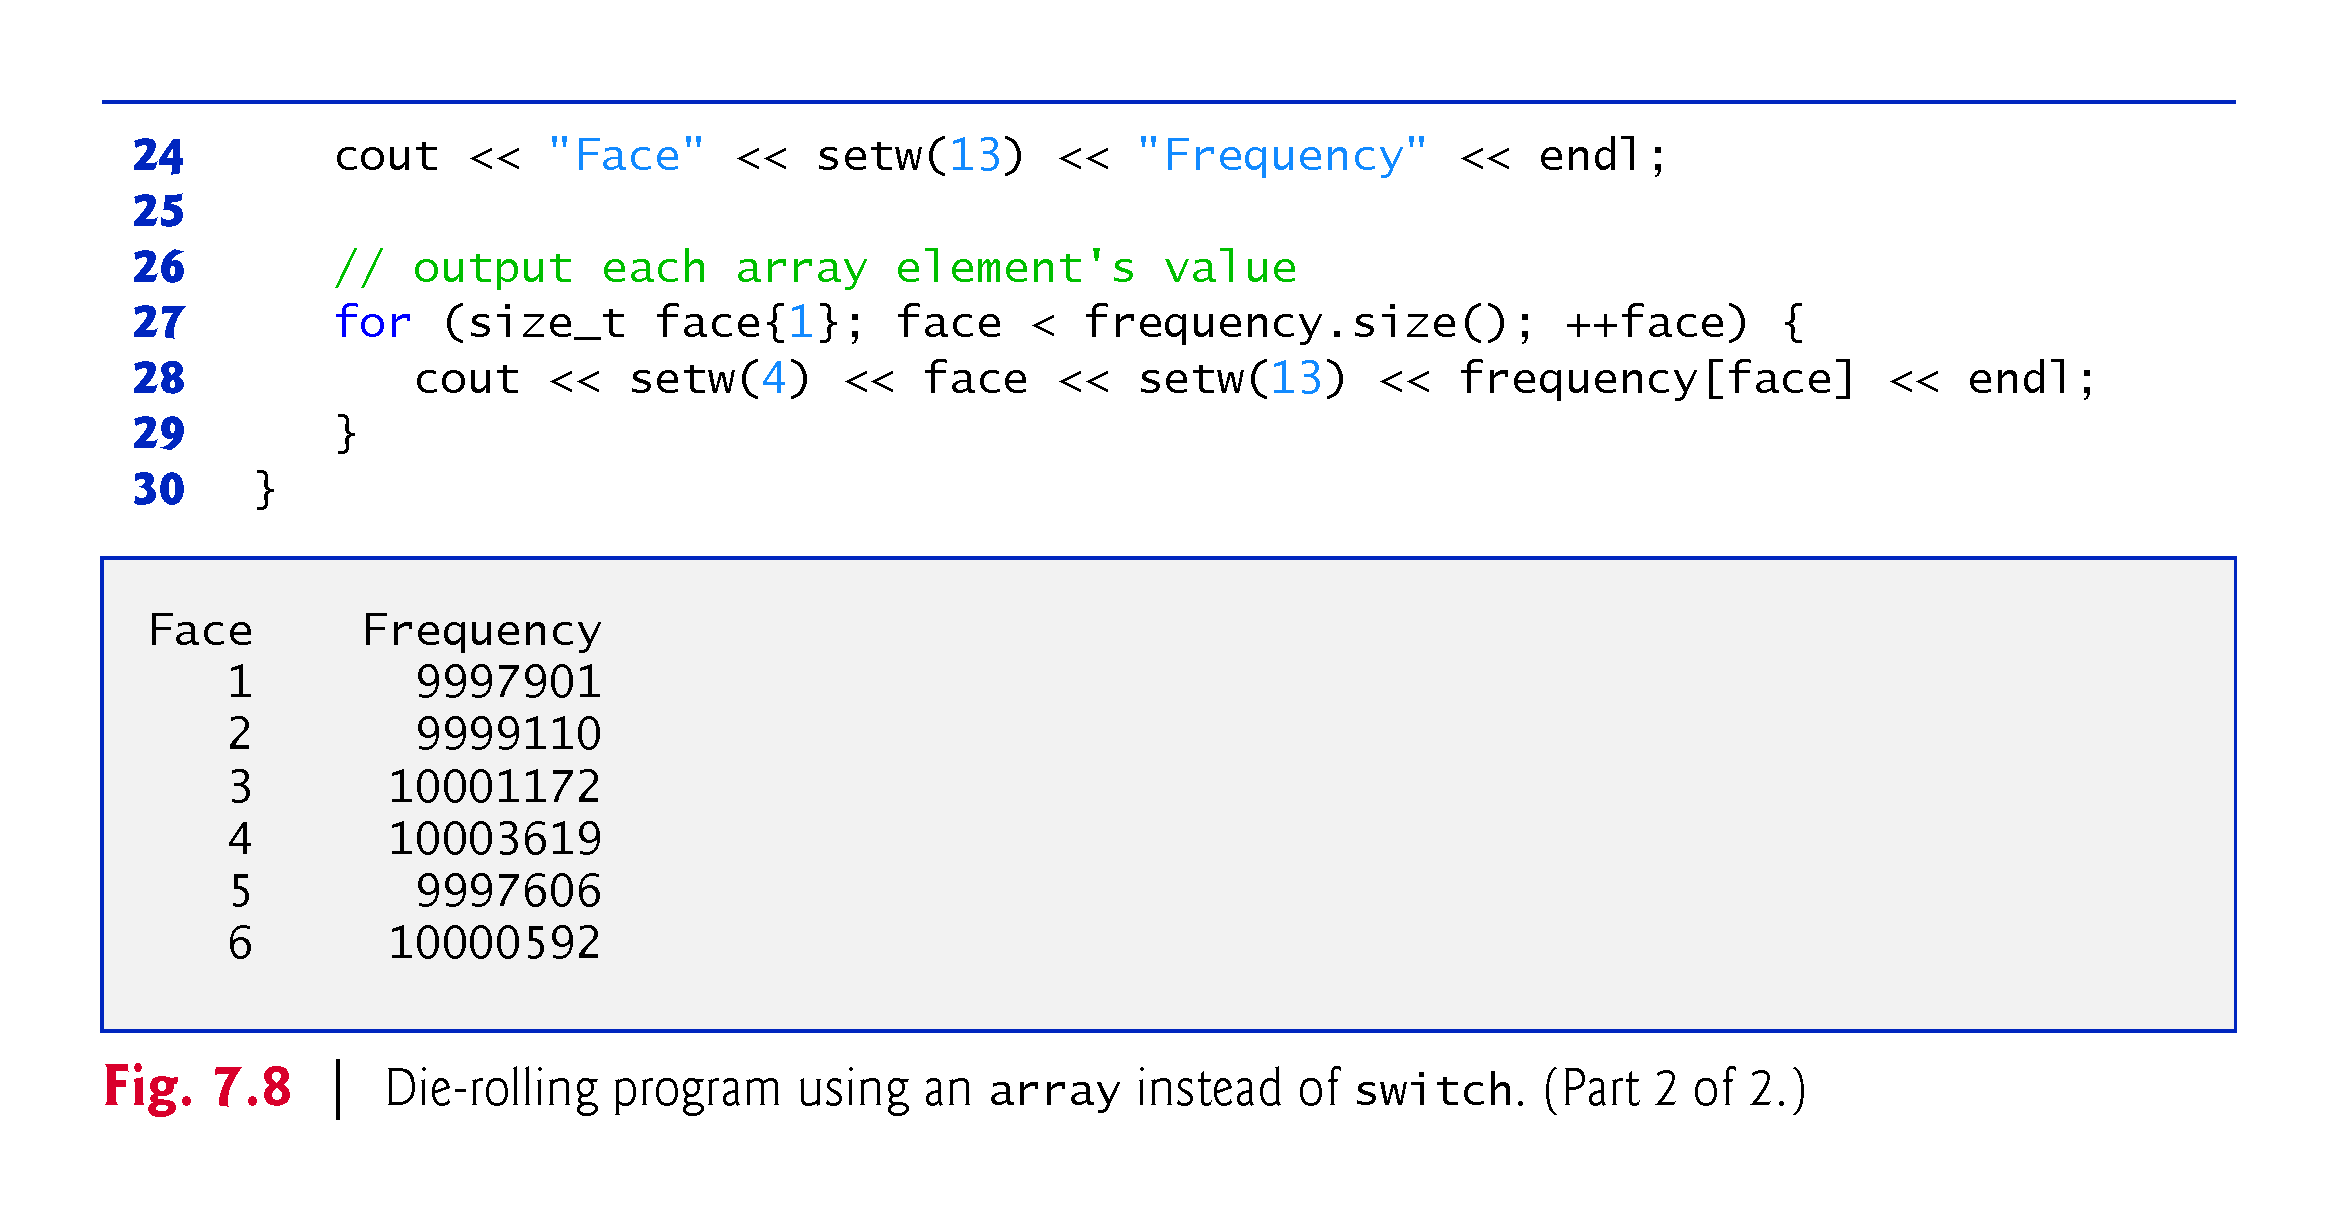 24 cout << "Face" << setw(13) << "Frequency" << endl;
25
26 // output each array element's value
27 for (size_t face{1}; face < frequency.size(); ++face) {
28 cout << setw(4) << face << setw(13) << frequency[face] << endl;
29 }
30 }
Face Frequency
1 9997901
2 9999110
3 10001172
4 10003619
5 9997606
6 10000592
Fig. 7.8 | Die-rolling program using an array instead of switch. (Part 2 of 2.)